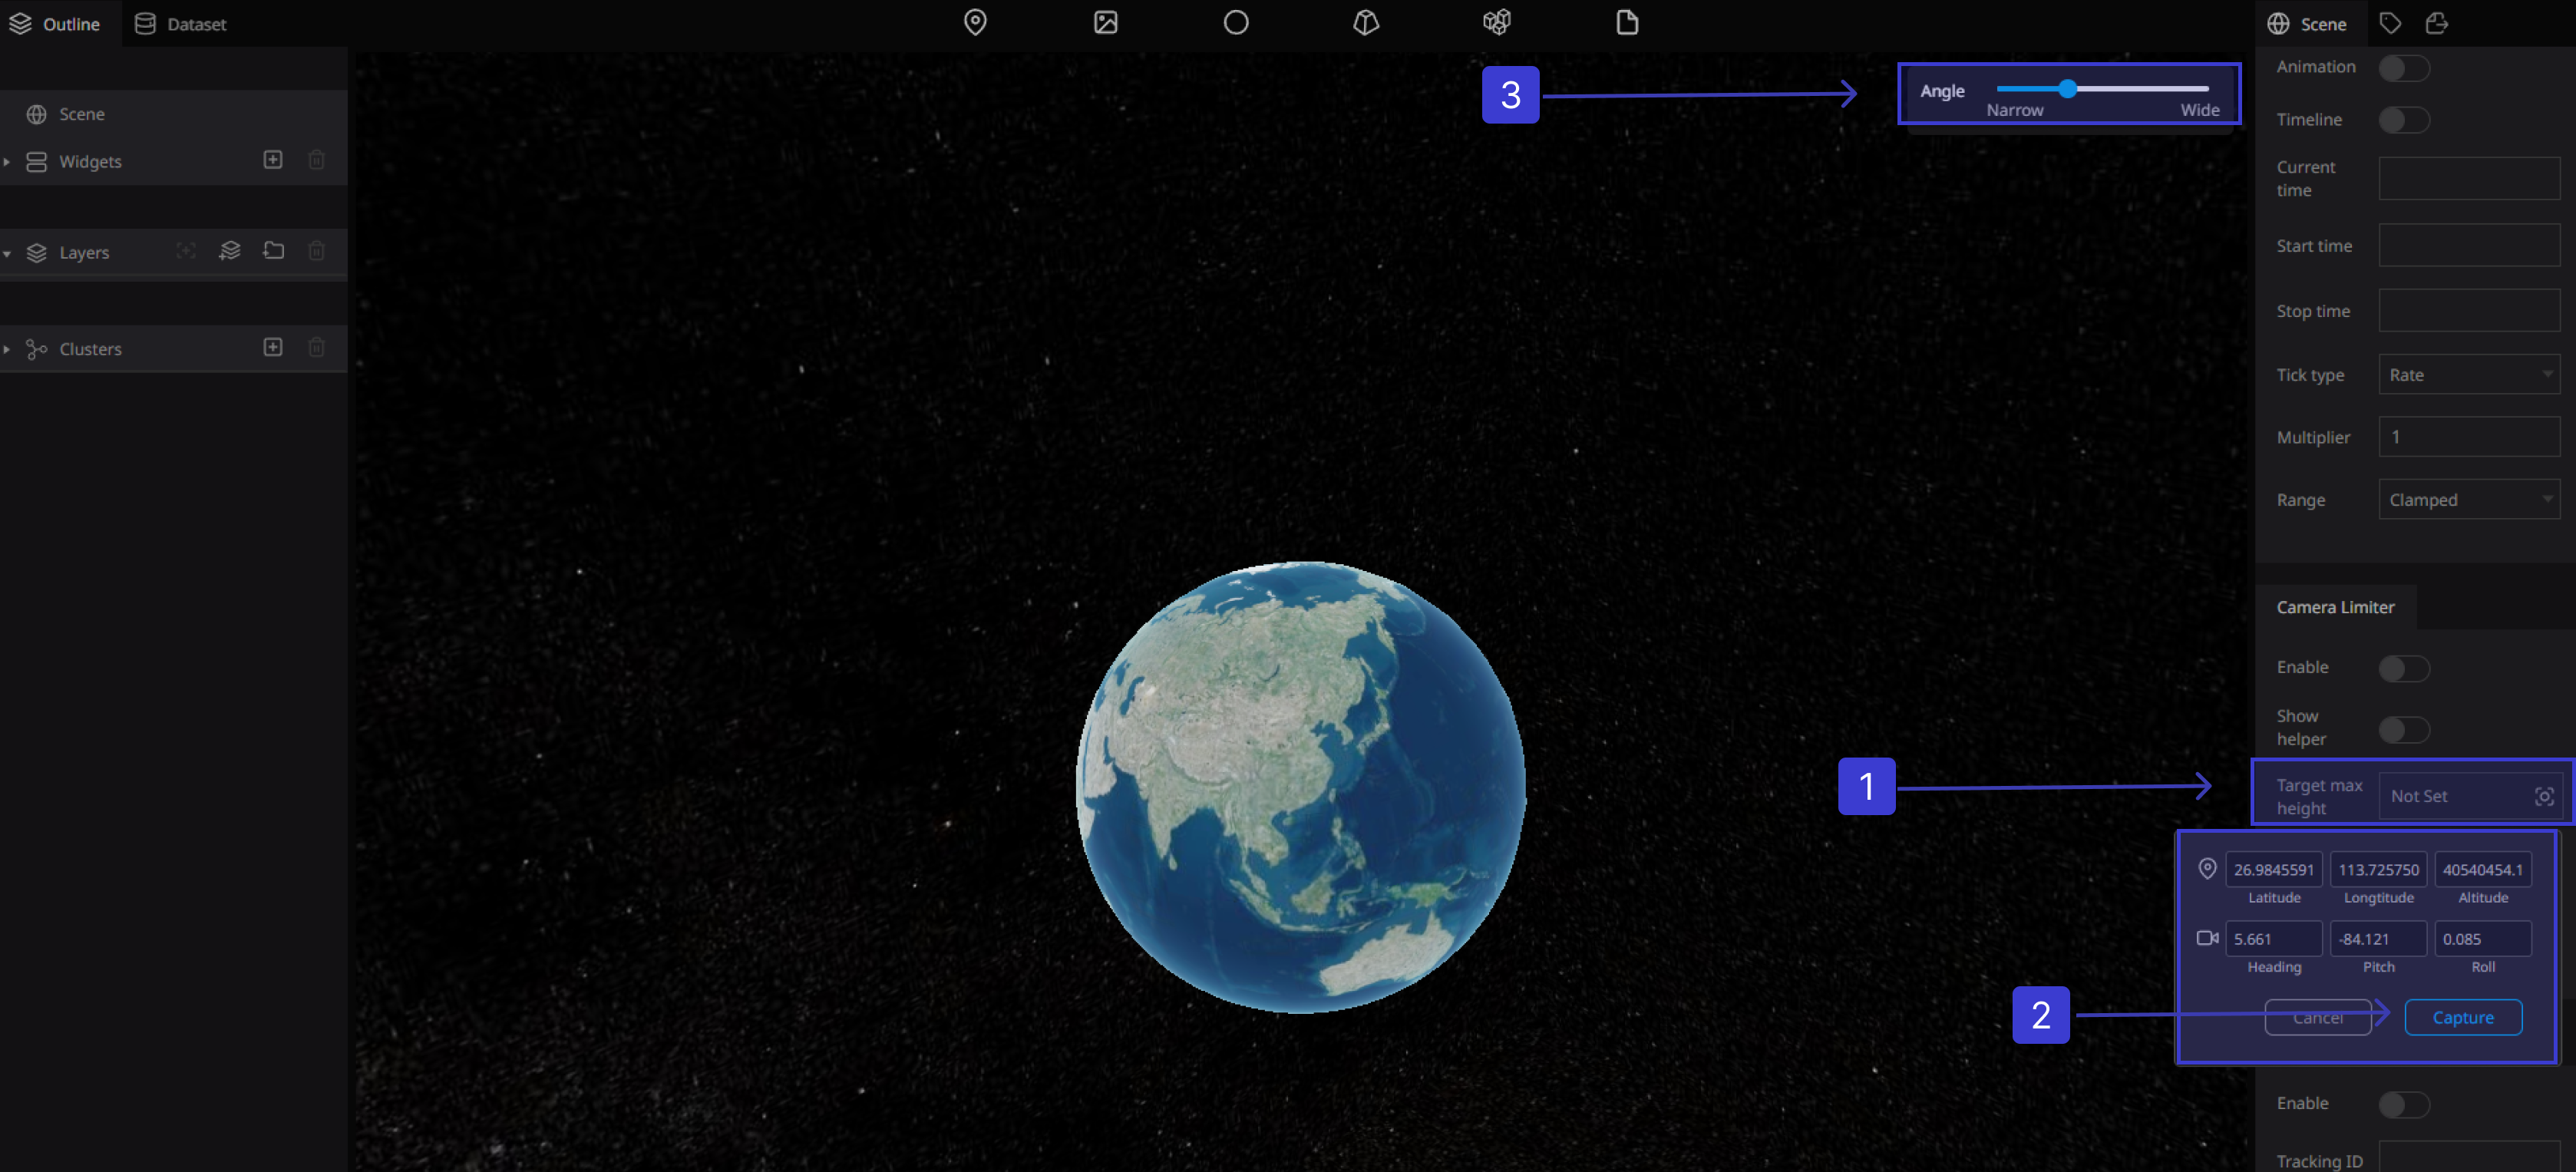 Outline
Dataset
Scene
Widgets
Layers
Clusters
3
Angle
Narrow
Wide
1
2
Scene
Animation
Timeline
Current
time
Start time
Stop time
Tick type
Rate
Multiplier
1
Range
Clamped
Camera Limiter
Enable
Show
helper
Target max
height
Not Set
26.9845591
113.725750
40540454.1
Latitude
Longtitude
Altitude
5.661
-84.121
0.085
Heading
Pitch
Roll
Cancel
Capture
Enable
Tracking ID